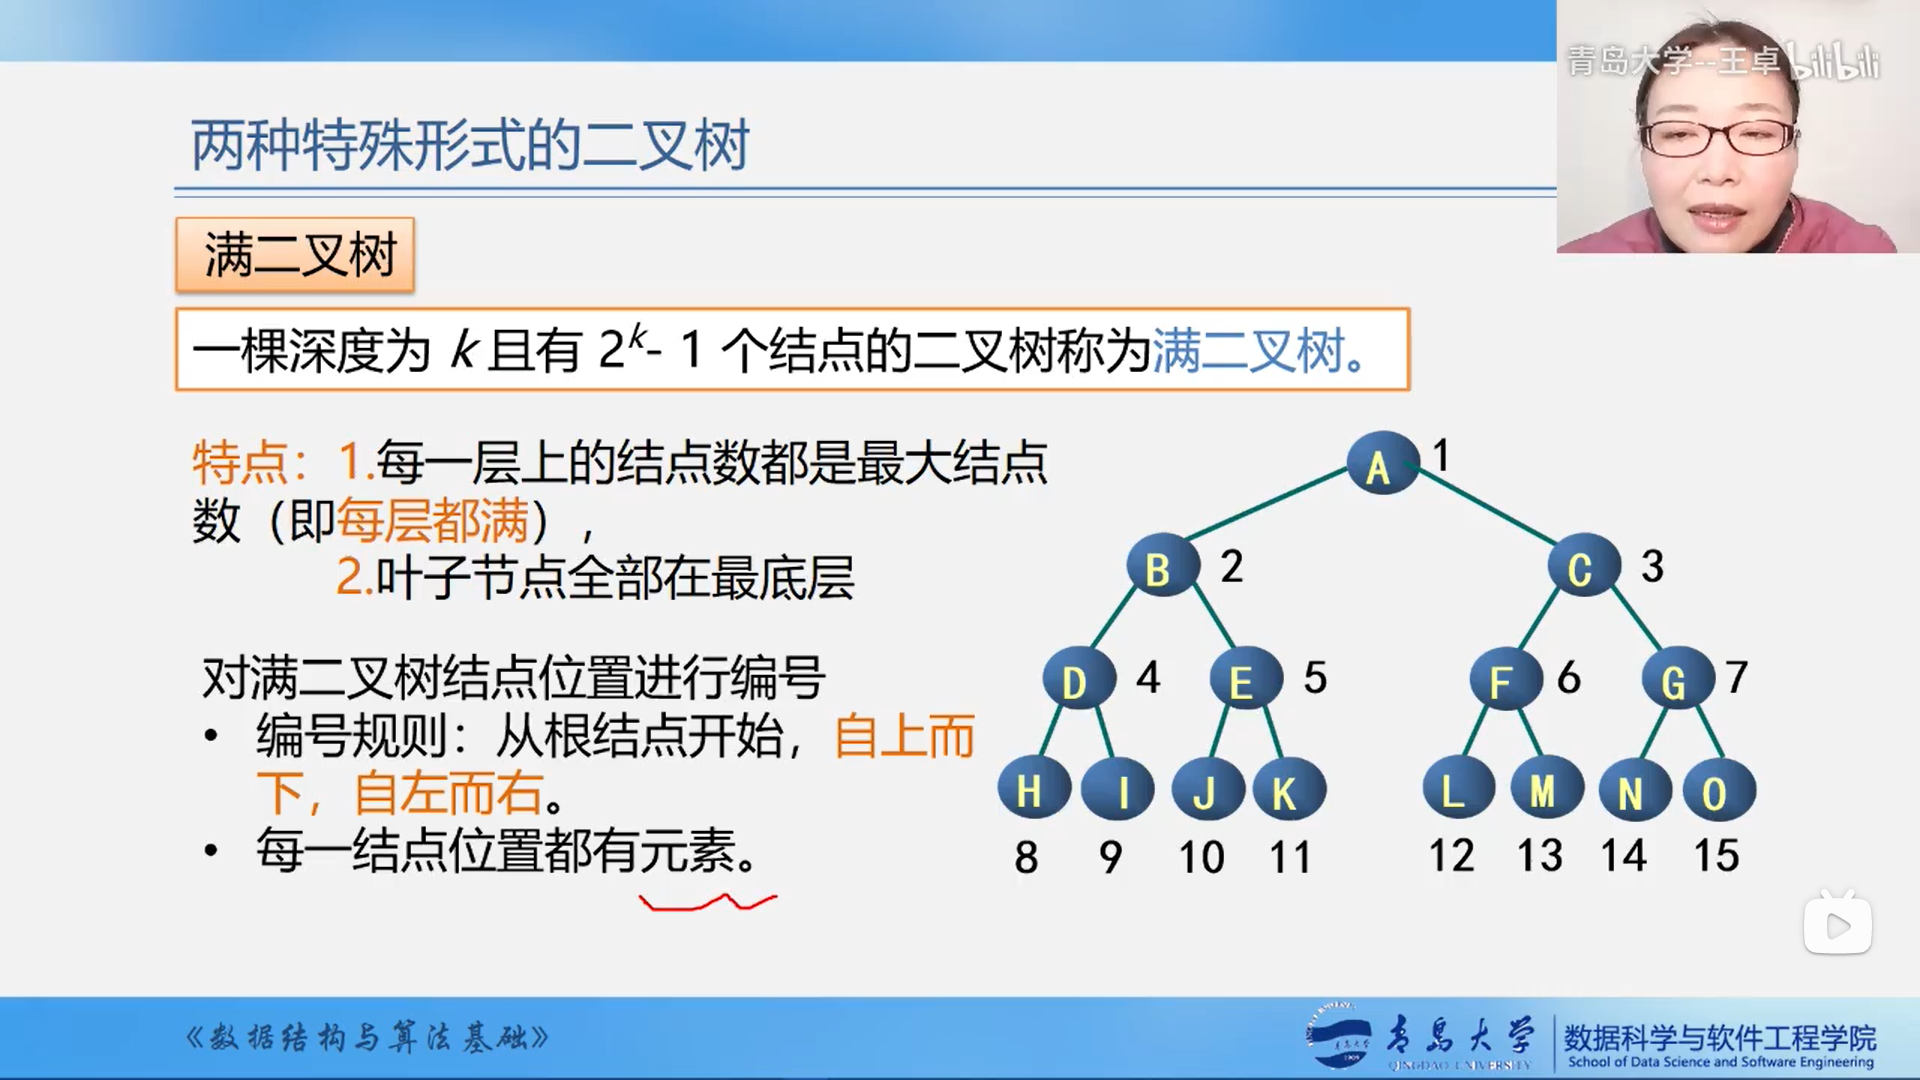 青岛大学--王卓 bilibili
两种特殊形式的二叉树
满二叉树
一棵深度为 k 且有 2ᵏ- 1 个结点的二叉树称为满二叉树。
特点：1.每一层上的结点数都是最大结点
数（即每层都满），
2.叶子节点全部在最底层
对满二叉树结点位置进行编号
• 编号规则：从根结点开始，自上而
下，自左而右。
• 每一结点位置都有元素。
A 1
B 2 C 3
D 4 E 5 F 6 G 7
H I J K L M N O
8 9 10 11 12 13 14 15
《数据结构与算法基础》
青岛大学
QINGDAO UNIVERSITY
数据科学与软件工程学院
School of Data Science and Software Engineering